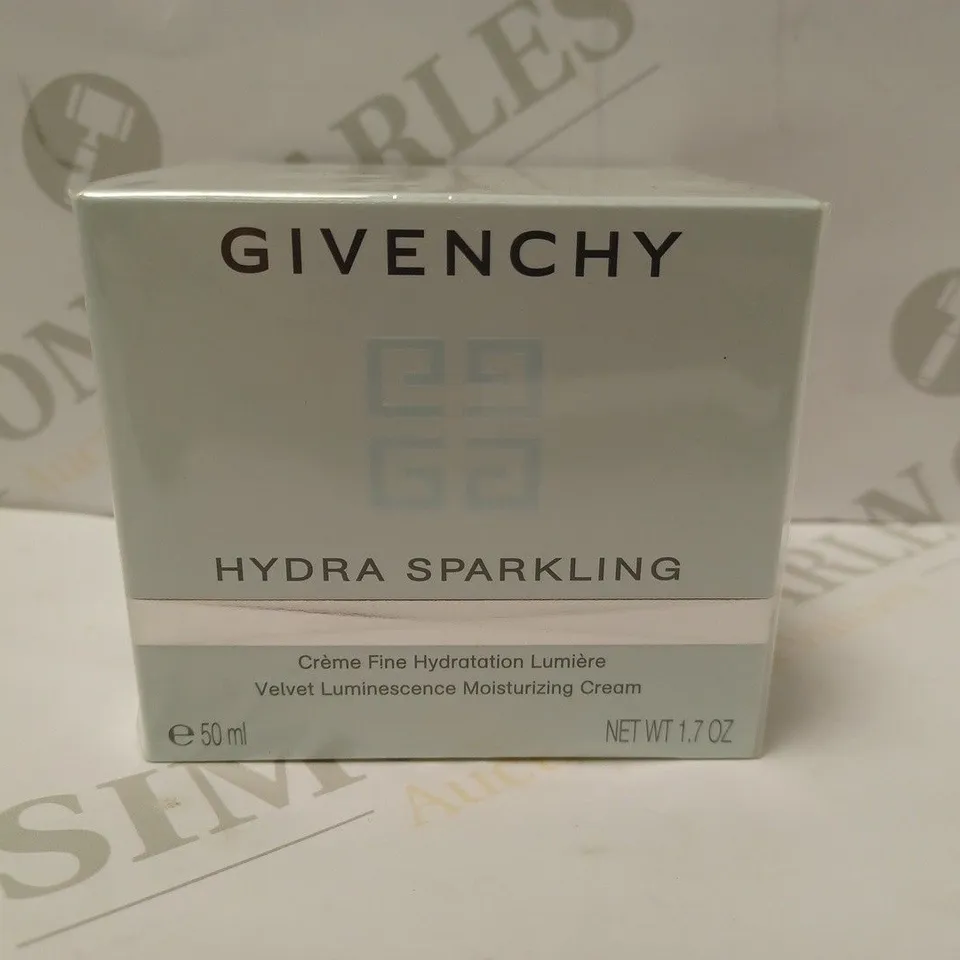 GIVENCHY
HYDRA SPARKLING
Crème Fine Hydratation Lumière
Velvet Luminescence Moisturizing Cream
e 50 ml NET WT 1.7 OZ